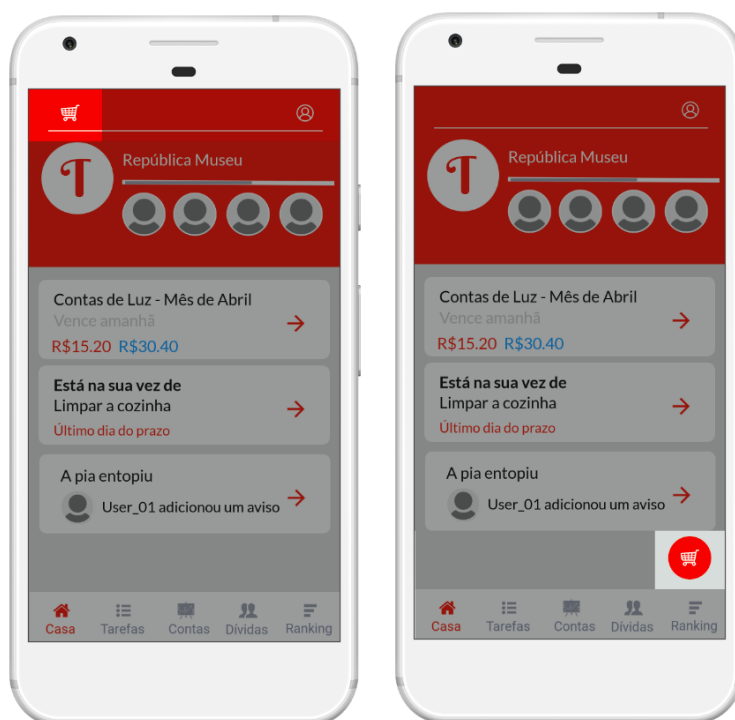 T
República Museu
Contas de Luz - Mês de Abril
Vence amanhã
R$15.20 R$30.40
Está na sua vez de
Limpar a cozinha
Último dia do prazo
A pia entopiu
User_01 adicionou um aviso
Casa Tarefas Contas Dívidas Ranking
T
República Museu
Contas de Luz - Mês de Abril
Vence amanhã
R$15.20 R$30.40
Está na sua vez de
Limpar a cozinha
Último dia do prazo
A pia entopiu
User_01 adicionou um aviso
Casa Tarefas Contas Dívidas Ranking